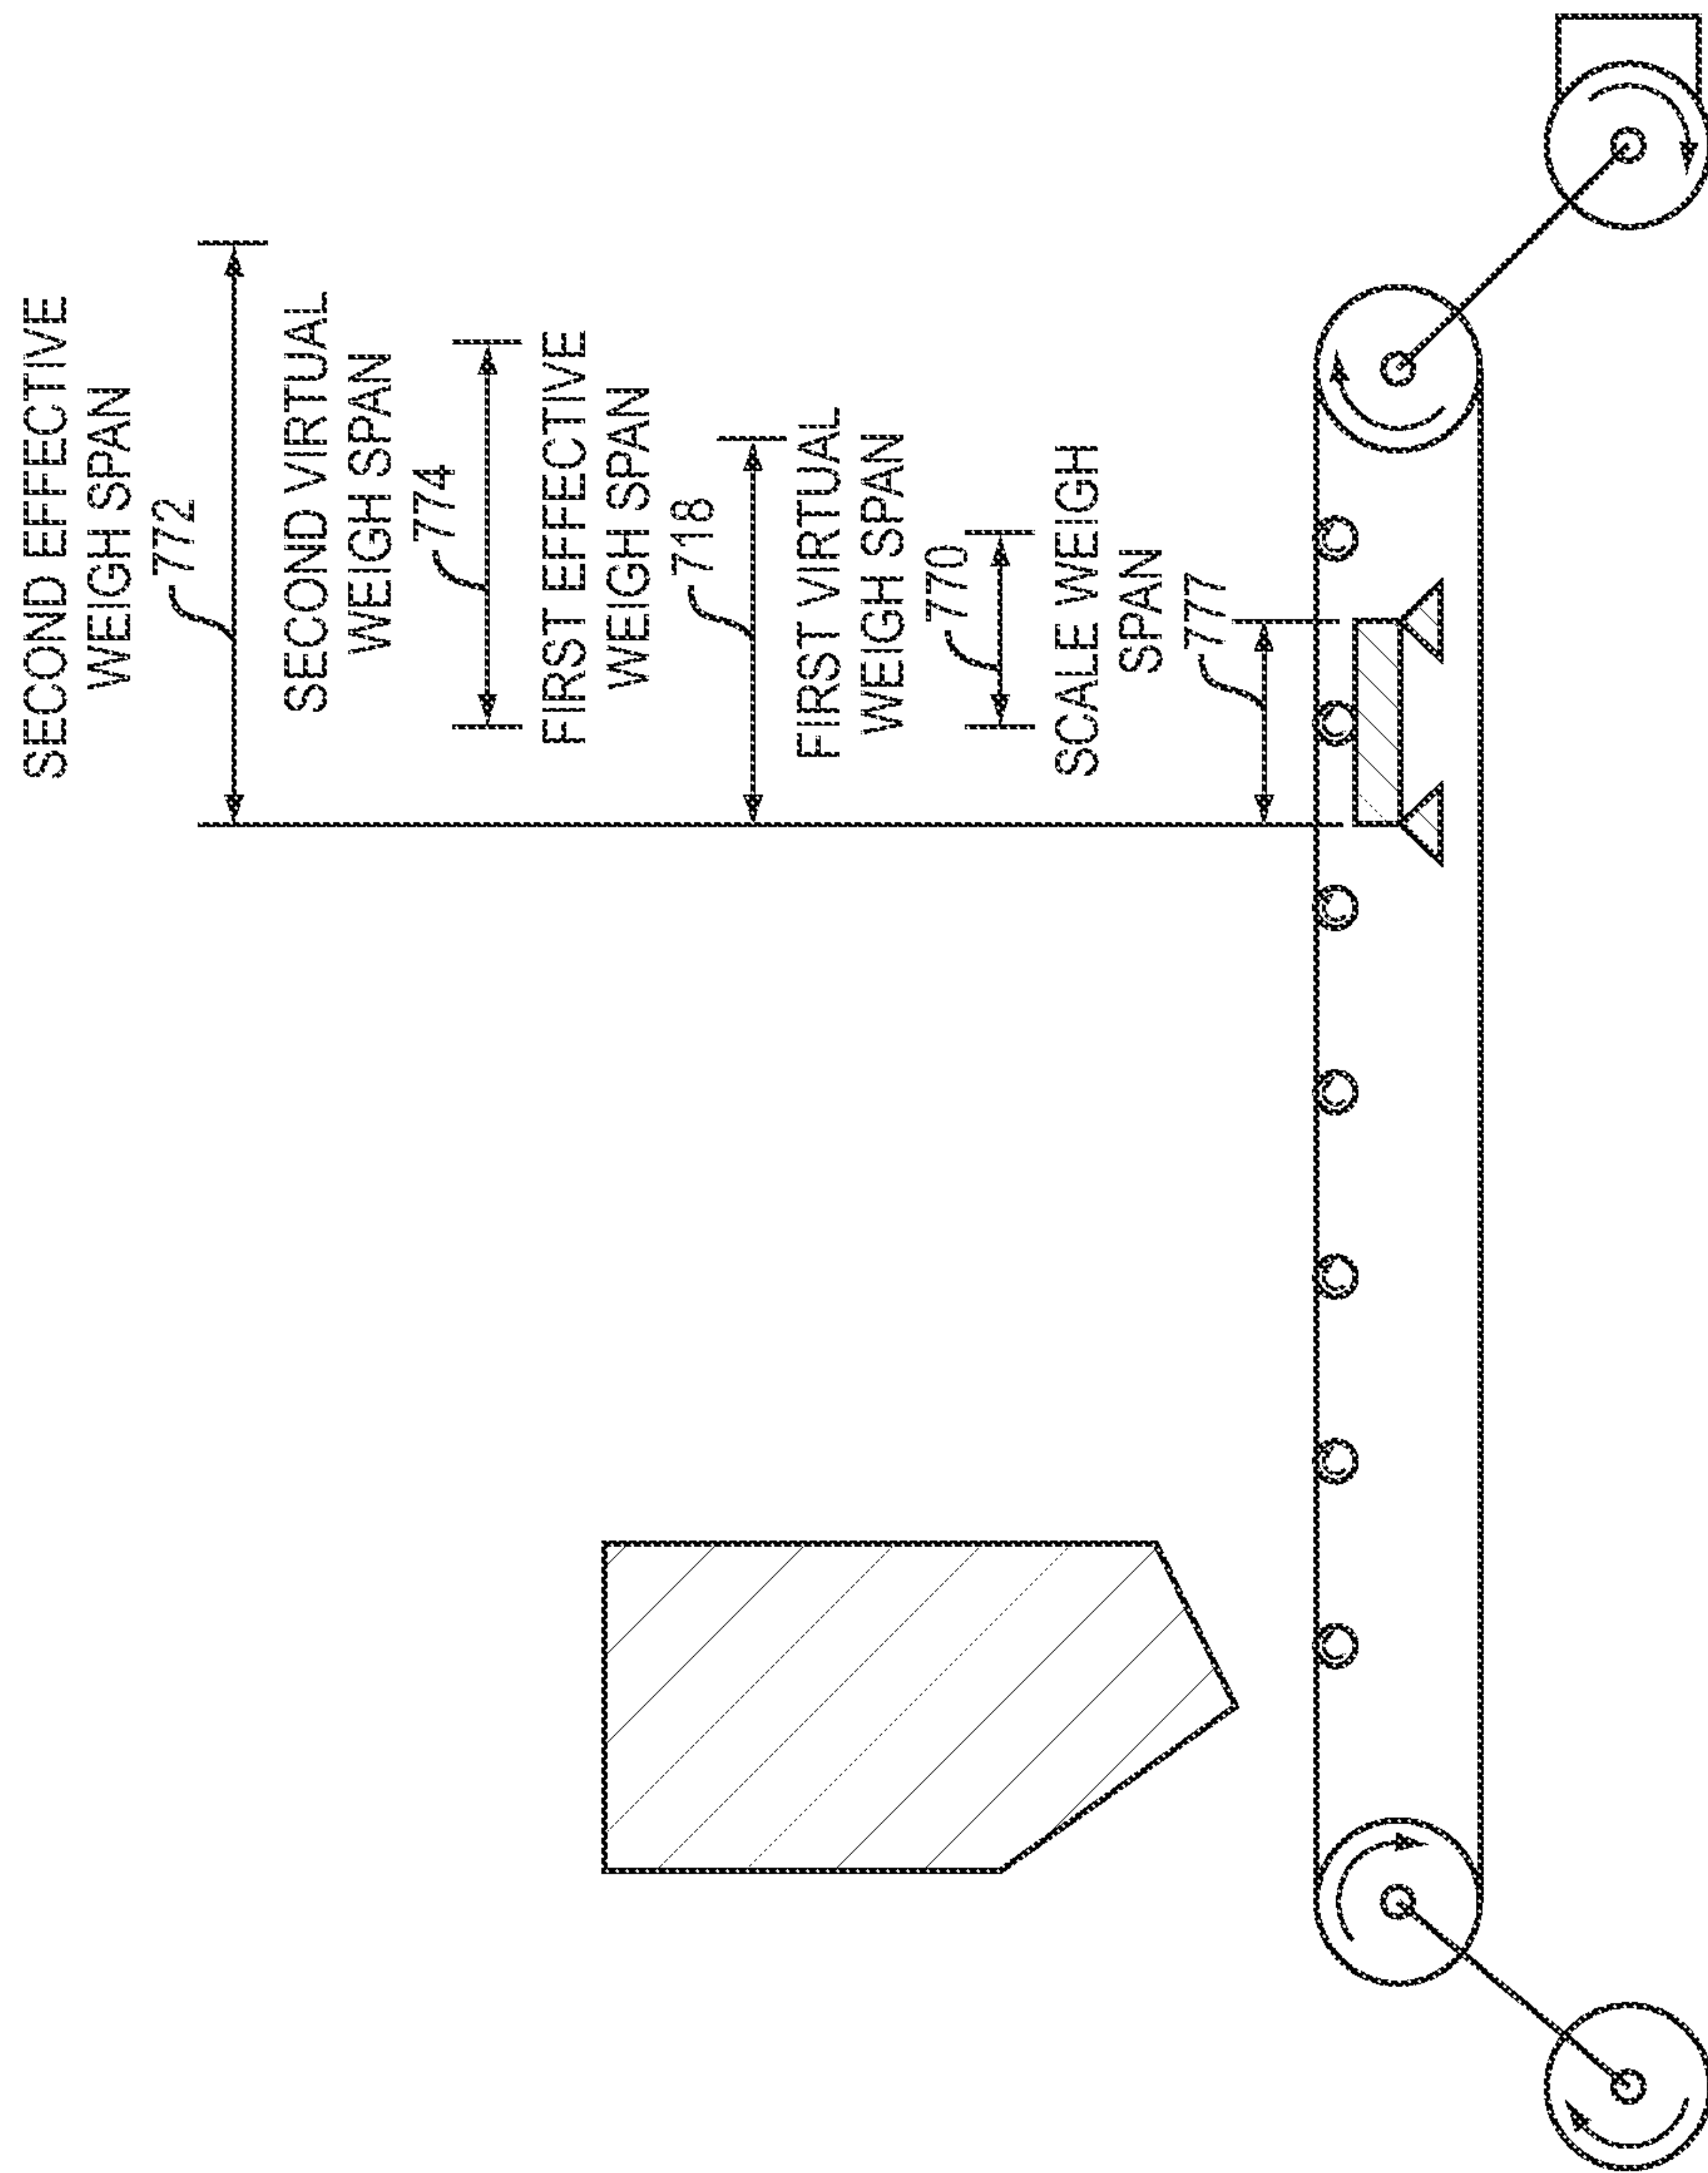 SECOND EFFECTIVE
WEIGH SPAN
772
SECOND VIRTUAL
WEIGH SPAN
774
FIRST EFFECTIVE
WEIGH SPAN
718
FIRST VIRTUAL
WEIGH SPAN
770
SCALE WEIGH
SPAN
777